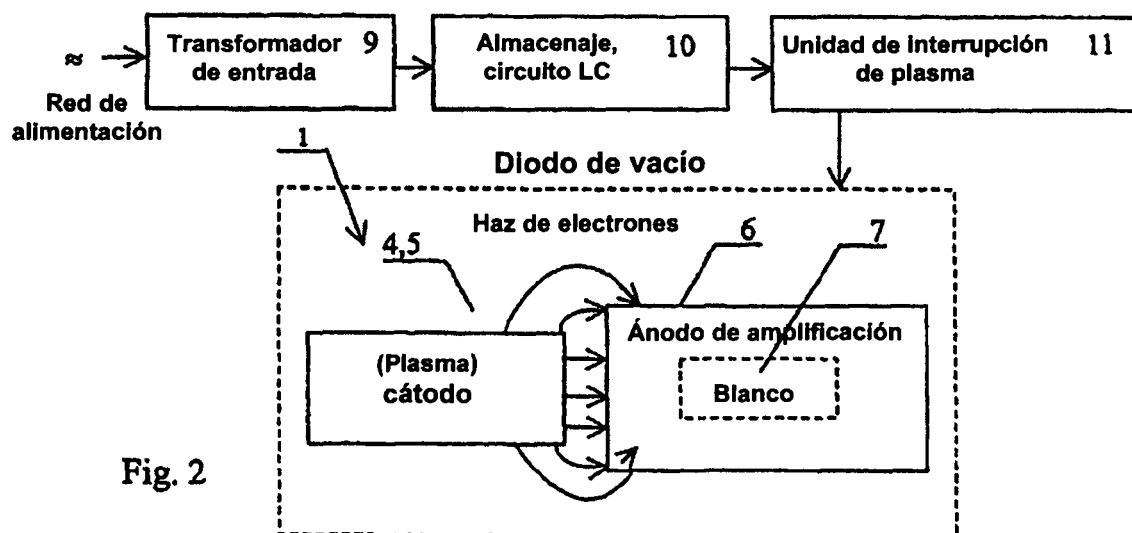 Transformador 9
de entrada
Almacenaje, 10
circuito LC
Unidad de interrupción 11
de plasma
≈
Red de
alimentación
1
Diodo de vacío
Haz de electrones
4,5
6
7
(Plasma)
cátodo
Ánodo de amplificación
Blanco
Fig. 2